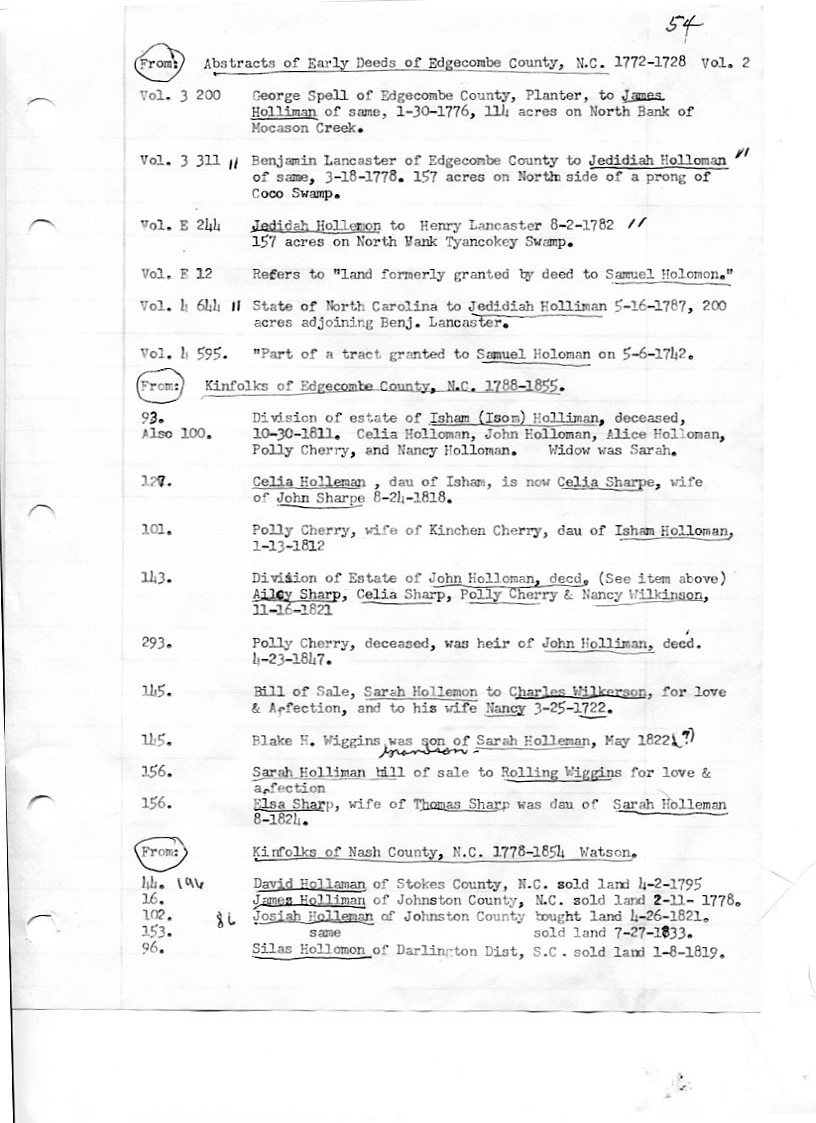 54
From: Abstracts of Early Deeds of Edgecombe County, N.C. 1772-1728 Vol. 2
Vol. 3 200 George Spell of Edgecombe County, Planter, to James
Holliman of same, 1-30-1776, 114 acres on North Bank of
Mocason Creek.
Vol. 3 311 " Benjamin Lancaster of Edgecombe County to Jedidiah Holloman "
of same, 3-18-1778. 157 acres on North side of a prong of
Coco Swamp.
Vol. E 244 Jedidah Hollemon to Henry Lancaster 8-2-1782 "
157 acres on North Bank Tyancokey Swamp.
Vol. E 12 Refers to "land formerly granted by deed to Samuel Holomon."
Vol. 4 644 " State of North Carolina to Jedidiah Holliman 5-16-1787, 200
acres adjoining Benj. Lancaster.
Vol. 4 595. "Part of a tract granted to Samuel Holoman on 5-6-1742.
From: Kinfolks of Edgecombe County, N.C. 1788-1855.
93. Division of estate of Isham (Isom) Holliman, deceased,
Also 100. 10-30-1811. Celia Holloman, John Holloman, Alice Holloman,
Polly Cherry, and Nancy Holloman. Widow was Sarah.
127. Celia Holleman , dau of Isham, is now Celia Sharpe, wife
of John Sharpe 8-24-1818.
101. Polly Cherry, wife of Kinchen Cherry, dau of Isham Holloman,
1-13-1812
143. Division of Estate of John Holloman, decd, (See item above)
Ailcy Sharp, Celia Sharp, Polly Cherry & Nancy Wilkinson,
11-16-1821
293. Polly Cherry, deceased, was heir of John Holliman, decd.
4-23-1847.
145. Bill of Sale, Sarah Hollemon to Charles Wilkerson, for love
& Affection, and to his wife Nancy 3-25-1722.
145. Blake H. Wiggins was son of Sarah Holleman, May 1822 (?)
grandson
156. Sarah Holliman bill of sale to Rolling Wiggins for love &
affection
156. Elsa Sharp, wife of Thomas Sharp was dau of Sarah Holleman
8-1824.
From: Kinfolks of Nash County, N.C. 1778-1854 Watson.
44. 196 David Hollaman of Stokes County, N.C. sold land 4-2-1795
16. James Holliman of Johnston County, N.C. sold land 2-11- 1778.
102. Josiah Holleman of Johnston County bought land 4-26-1821.
153. same sold land 7-27-1833.
96. Silas Hollomon of Darlington Dist, S.C. sold land 1-8-1819.